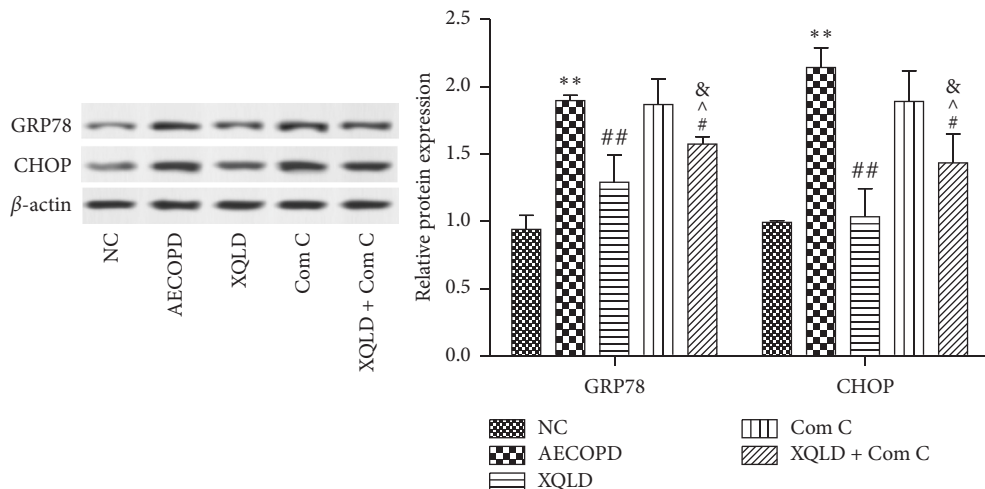 GRP78
CHOP
β-actin
NC
AECOPD
XQLD
Com C
XQLD + Com C
Relative protein expression
2.5
2.0
1.5
1.0
0.5
0.0
**
##
&
^
#
**
##
&
^
#
GRP78
CHOP
NC
AECOPD
XQLD
Com C
XQLD + Com C